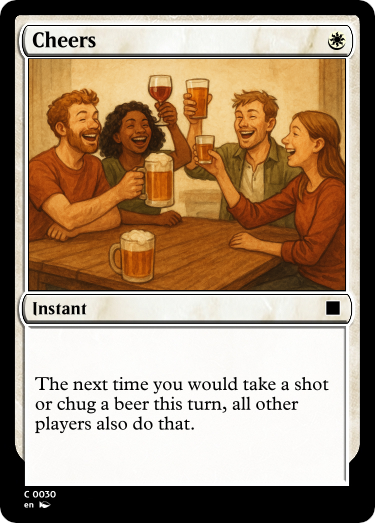 Cheers
Instant
The next time you would take a shot
or chug a beer this turn, all other
players also do that.
C 0030
en